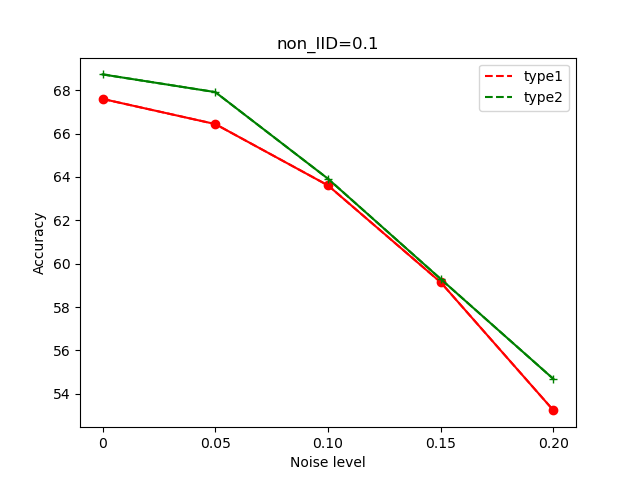 non_IID=0.1
type1
type2
68
66
64
62
60
58
56
54
Accuracy
0
0.05
0.10
0.15
0.20
Noise level